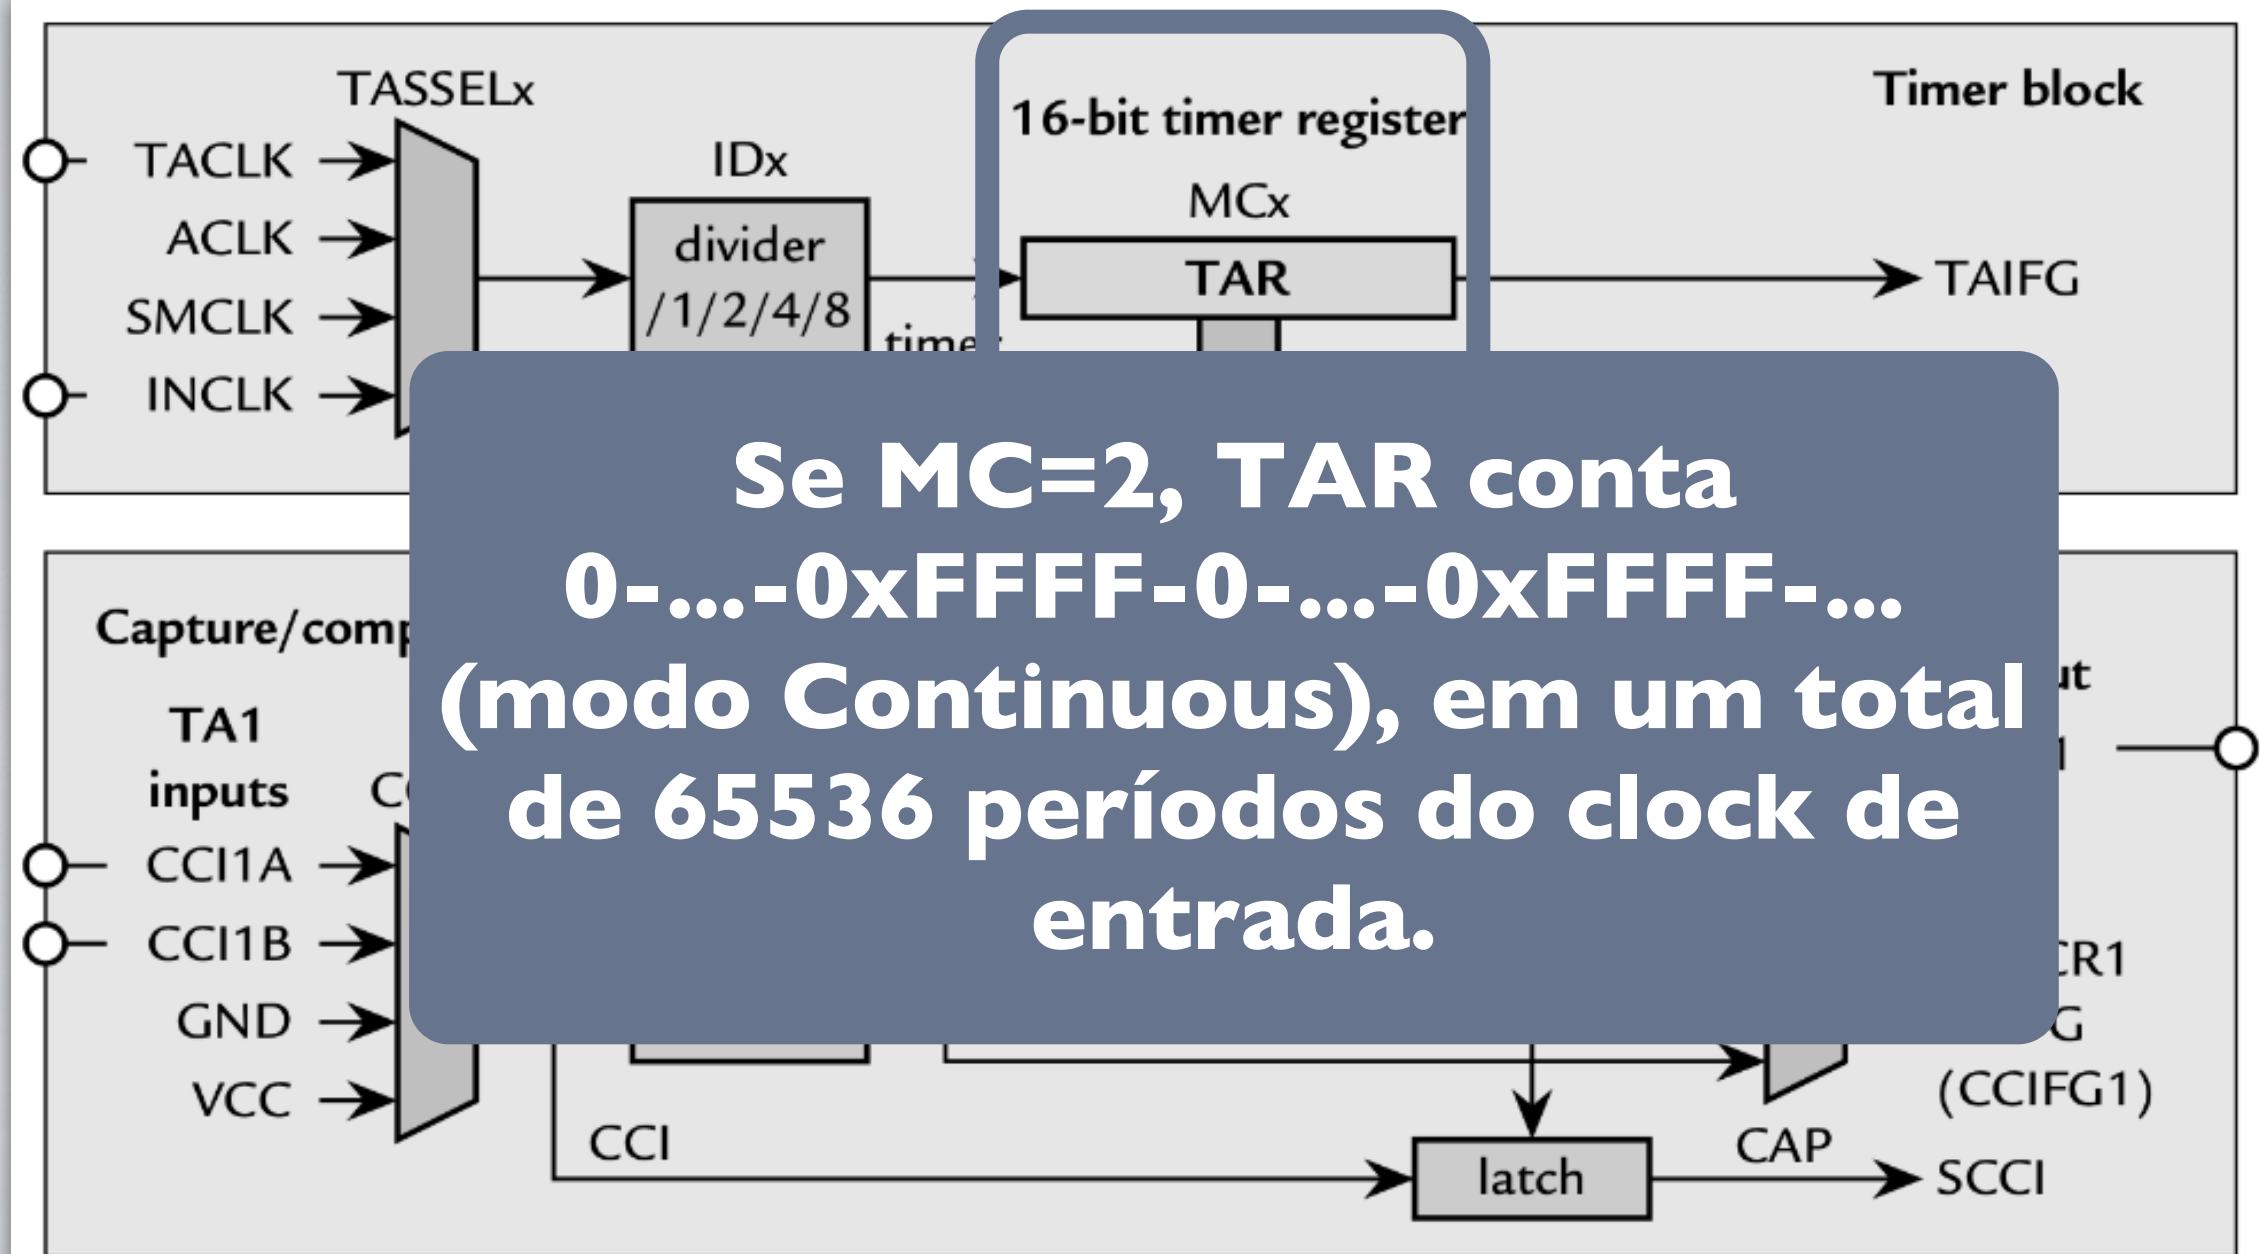 TASSELx
Timer block
16-bit timer register
TACLK
IDx
MCx
ACLK
divider
TAR
TAIFG
SMCLK
/1/2/4/8
INCLK
Se MC=2, TAR conta
0-...-0xFFFF-0-...-0xFFFF-...
(modo Continuous), em um total
de 65536 períodos do clock de
entrada.
TA1
inputs
CCI1A
CCI1B
GND
VCC
(CCIFG1)
CCI
CAP
latch
SCCI